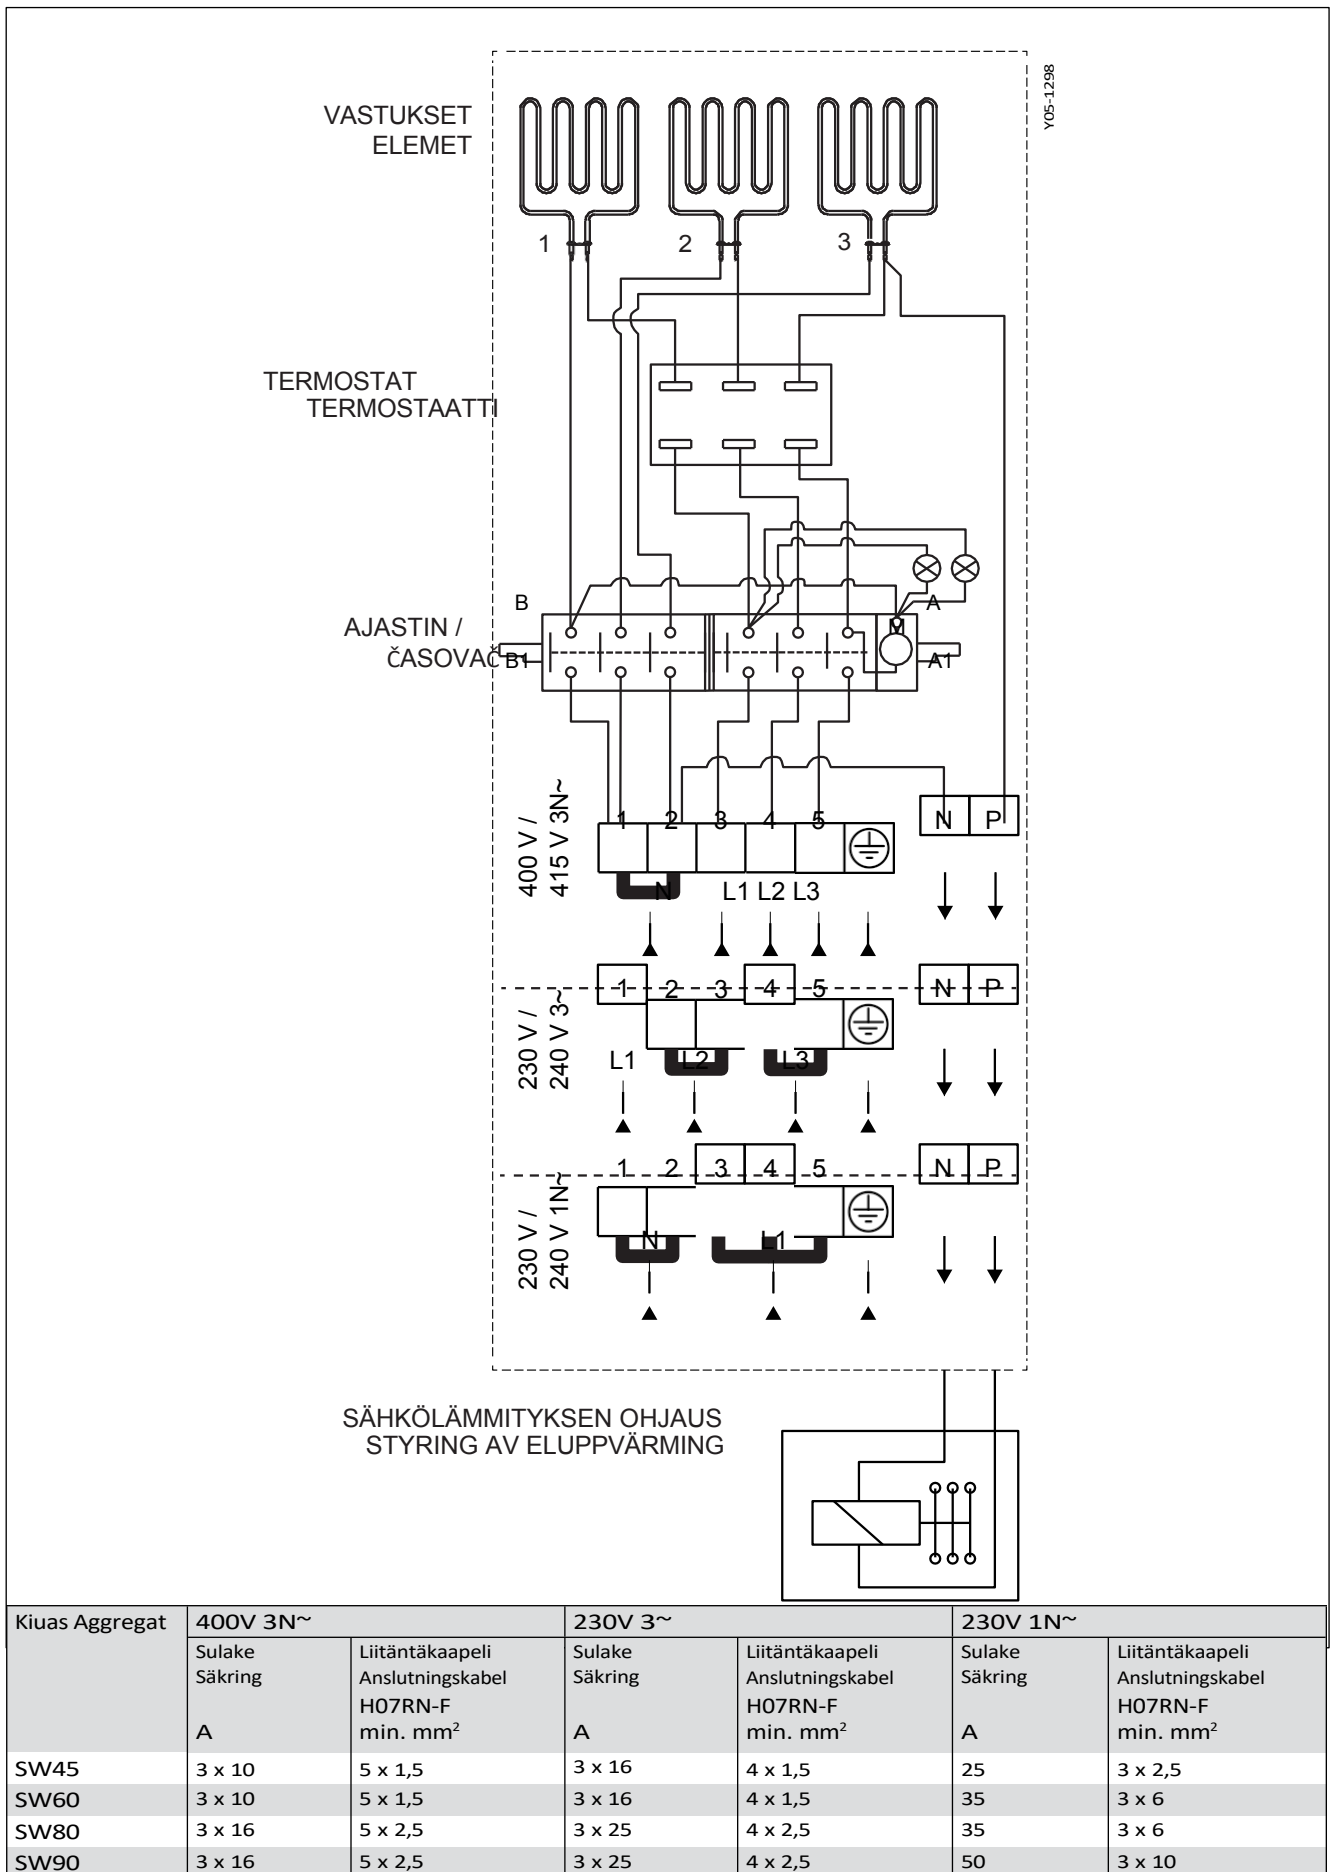 Y05-1298
VASTUKSET
ELEMET
1 2 3
TERMOSTAT
TERMOSTAATTI
B A
M
AJASTIN /
ČASOVAČ
B1 A1
400 V /
415 V 3N~
1 2 3 4 5 N P
N L1 L2 L3
230 V /
240 V 3~
1 2 3 4 5 N P
L1 L2 L3
230 V /
240 V 1N~
1 2 3 4 5 N P
N L1
SÄHKÖLÄMMITYKSEN OHJAUS
STYRING AV ELUPPVÄRMING
Kiuas Aggregat 400V 3N~ 230V 3~ 230V 1N~
Sulake Liitäntäkaapeli Sulake Liitäntäkaapeli Sulake Liitäntäkaapeli
Säkring Anslutningskabel Säkring Anslutningskabel Säkring Anslutningskabel
H07RN-F H07RN-F H07RN-F
A min. mm² A min. mm² A min. mm²
SW45 3 x 10 5 x 1,5 3 x 16 4 x 1,5 25 3 x 2,5
SW60 3 x 10 5 x 1,5 3 x 16 4 x 1,5 35 3 x 6
SW80 3 x 16 5 x 2,5 3 x 25 4 x 2,5 35 3 x 6
SW90 3 x 16 5 x 2,5 3 x 25 4 x 2,5 50 3 x 10